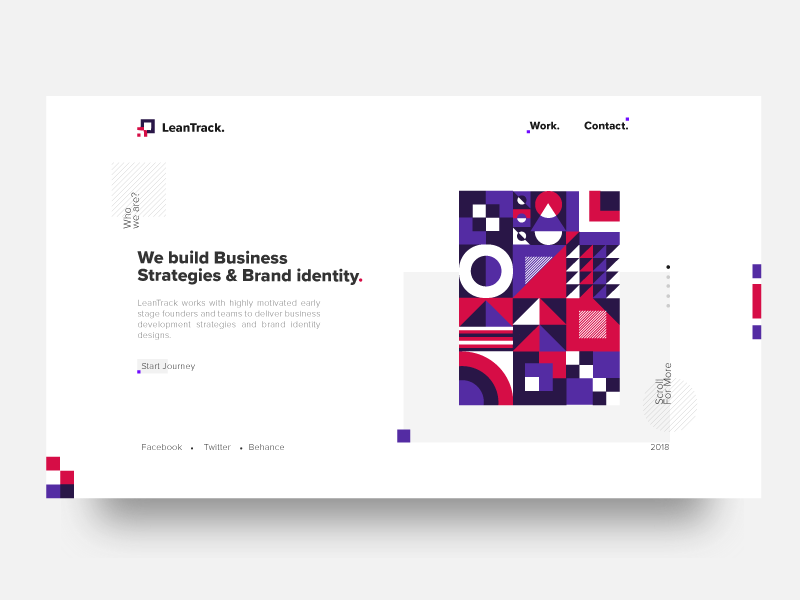 LeanTrack.
Work.
Contact.
Who
we are?
We build Business
Strategies & Brand identity.
LeanTrack works with highly motivated early
stage founders and teams to deliver business
development strategies and brand identity
designs.
Start Journey
Scroll
For More
Facebook • Twitter • Behance
2018